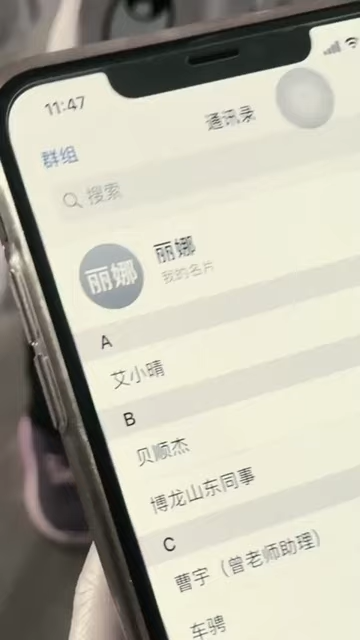 11:47
通讯录
群组
搜索
丽娜
丽娜
我的名片
A
艾小晴
B
贝顺杰
博龙山东同事
C
曹宇（曾老师助理）
车骋